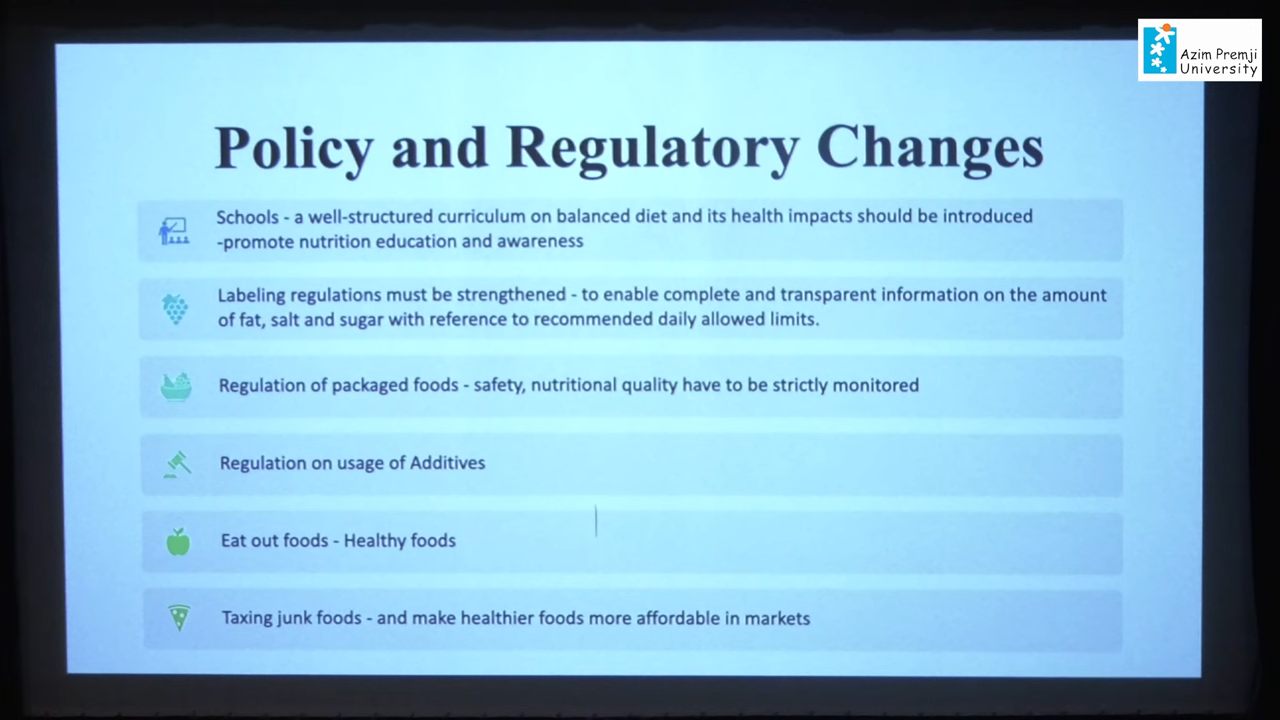 Azim Premji
University
Policy and Regulatory Changes
Schools - a well-structured curriculum on balanced diet and its health impacts should be introduced
-promote nutrition education and awareness
Labeling regulations must be strengthened - to enable complete and transparent information on the amount
of fat, salt and sugar with reference to recommended daily allowed limits.
Regulation of packaged foods - safety, nutritional quality have to be strictly monitored
Regulation on usage of Additives
Eat out foods - Healthy foods
Taxing junk foods - and make healthier foods more affordable in markets